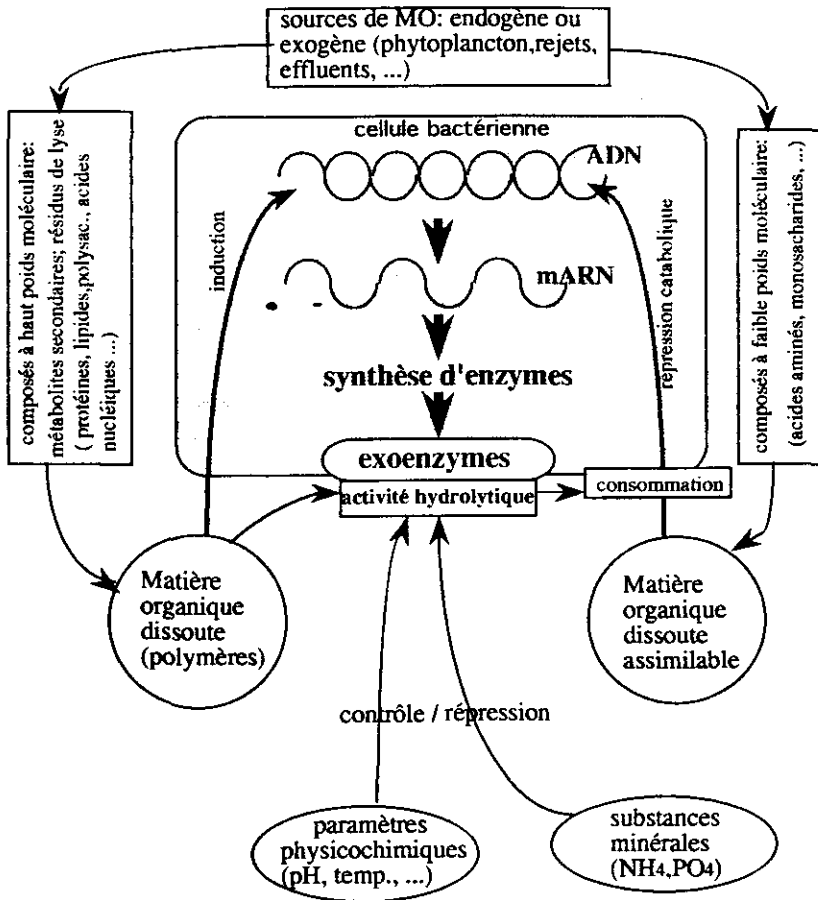 sources de MO: endogène ou
exogène (phytoplancton,rejets,
effluents, ...)
composés à haut poids moléculaire:
métabolites secondaires; résidus de lyse
( protéines, lipides,polysac., acides
nucléiques ...)
cellule bactérienne
ADN
induction
mARN
répression catabolique
synthèse d'enzymes
exoenzymes
activité hydrolytique
consommation
composés à faible poids moléculaire:
(acides aminés, monosacharides, ...)
Matière
organique
dissoute
(polymères)
Matière
organique
dissoute
assimilable
contrôle / répression
paramètres
physicochimiques
(pH, temp., ...)
substances
minérales
(NH4,PO4)